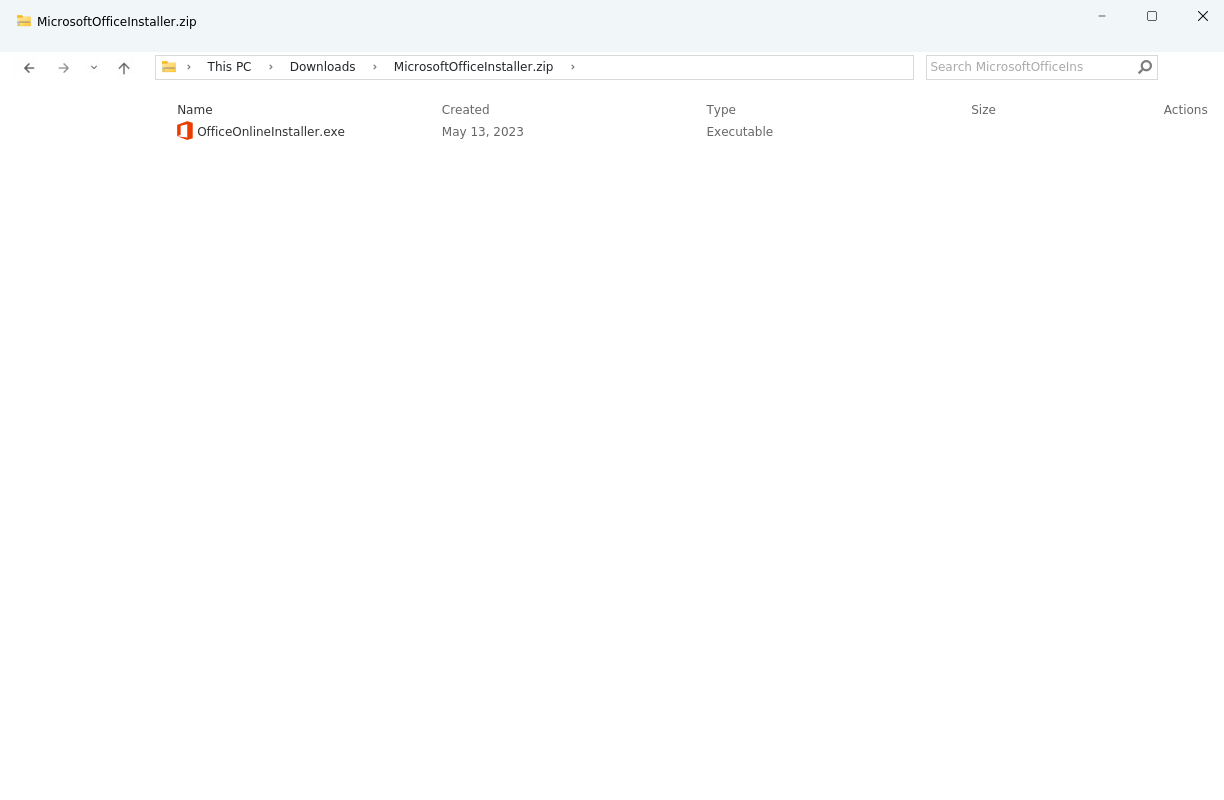 MicrosoftOfficeInstaller.zip
This PC › Downloads › MicrosoftOfficeInstaller.zip ›
Search MicrosoftOfficeIns
Name Created Type Size Actions
OfficeOnlineInstaller.exe May 13, 2023 Executable